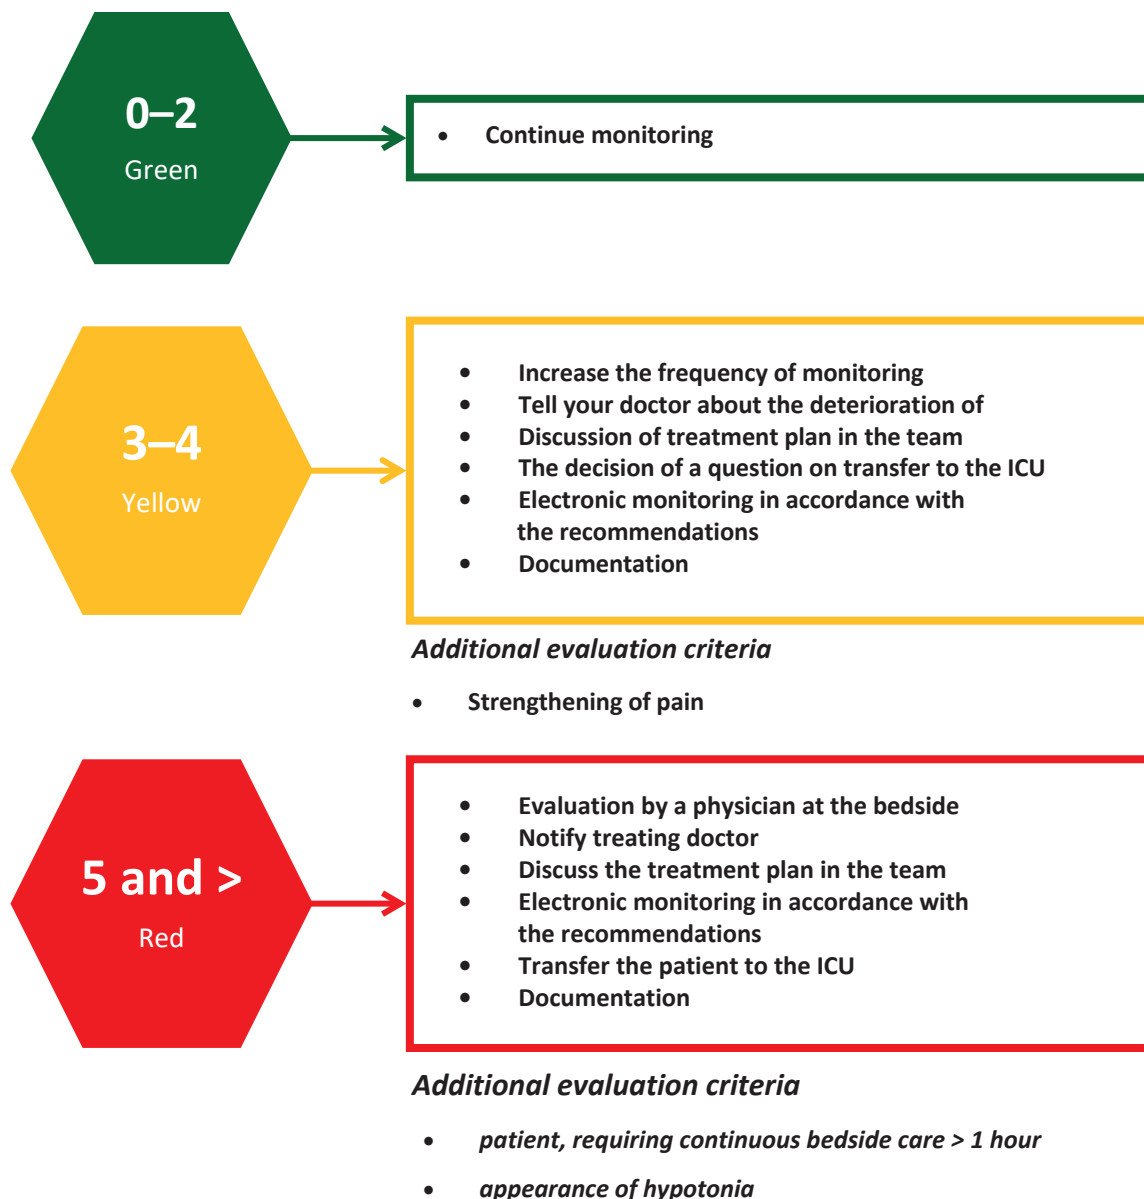 0–2
Green
• Continue monitoring
3–4
Yellow
• Increase the frequency of monitoring
• Tell your doctor about the deterioration of
• Discussion of treatment plan in the team
• The decision of a question on transfer to the ICU
• Electronic monitoring in accordance with
the recommendations
• Documentation
Additional evaluation criteria
• Strengthening of pain
5 and >
Red
• Evaluation by a physician at the bedside
• Notify treating doctor
• Discuss the treatment plan in the team
• Electronic monitoring in accordance with
the recommendations
• Transfer the patient to the ICU
• Documentation
Additional evaluation criteria
• patient, requiring continuous bedside care > 1 hour
• appearance of hypotonia